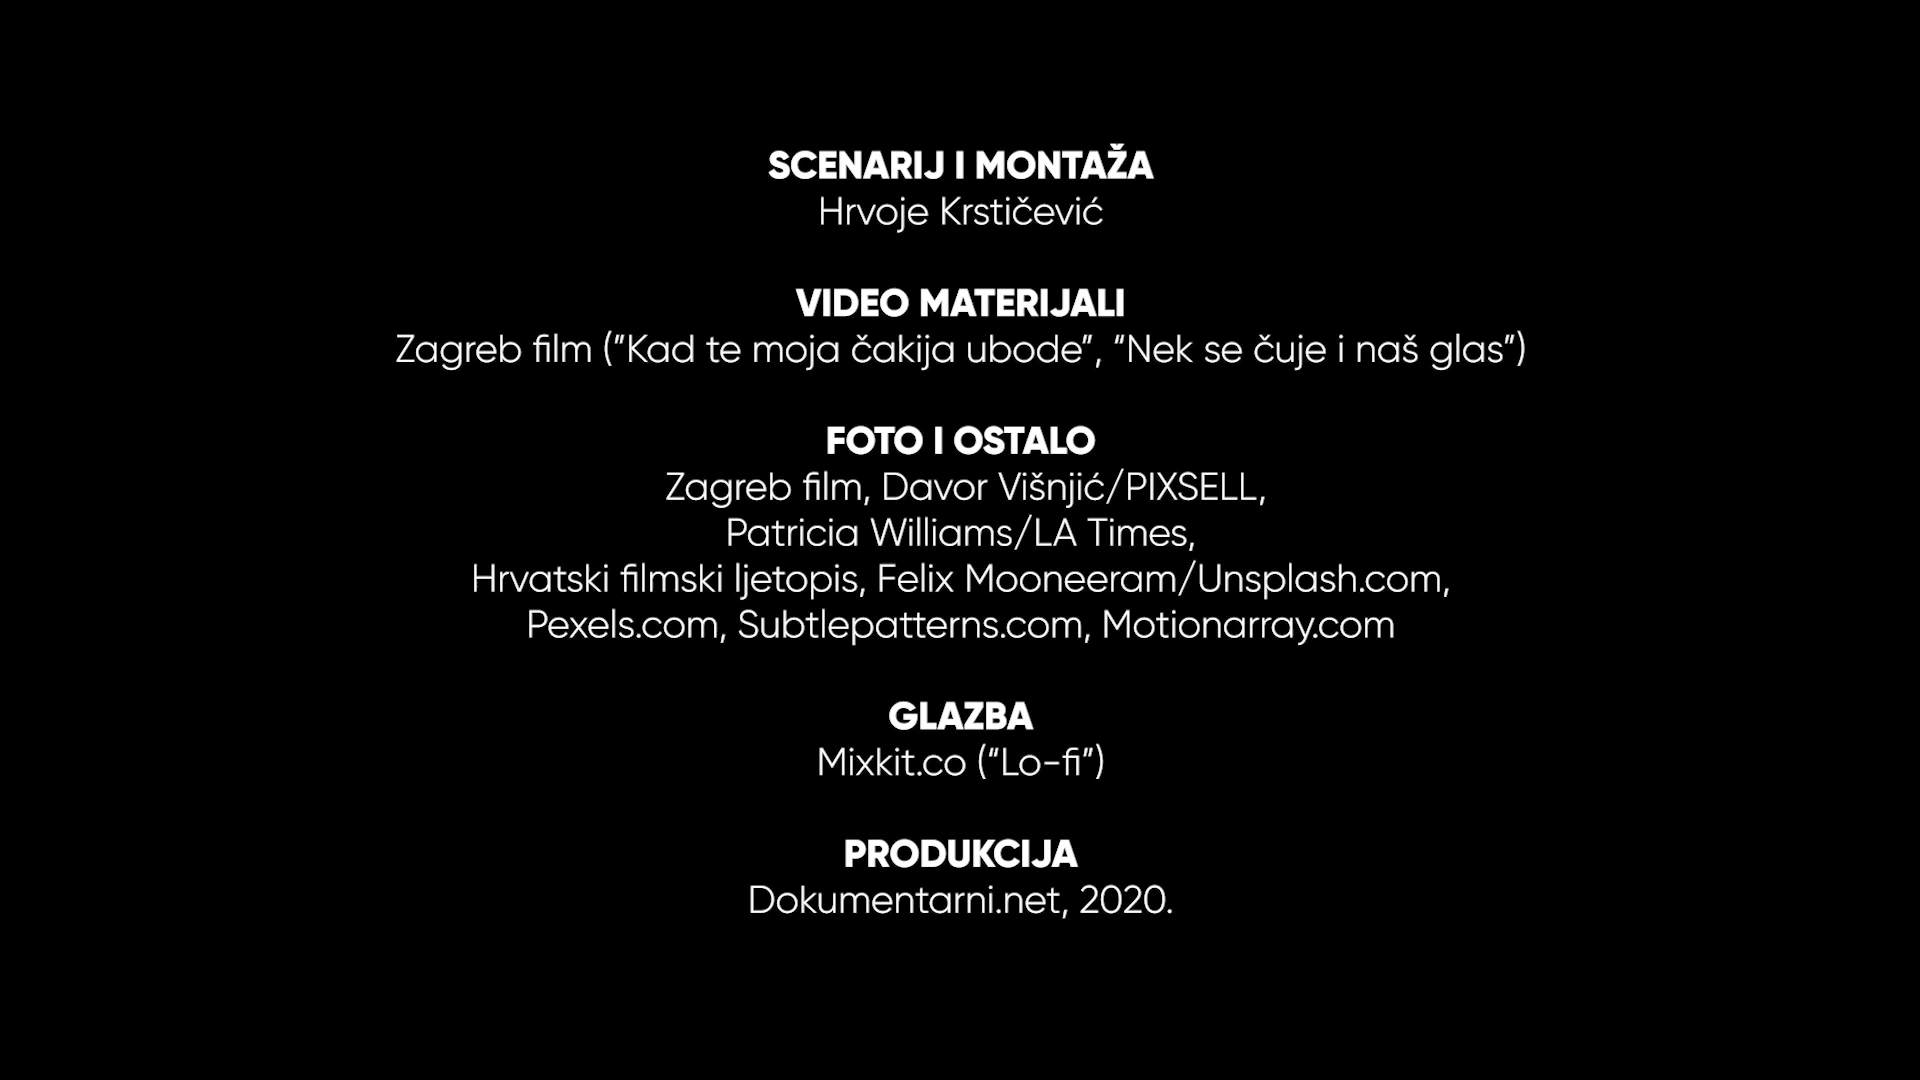 SCENARIJ I MONTAŽA
Hrvoje Krstičević
VIDEO MATERIJALI
Zagreb film (“Kad te moja čakija ubode”, “Nek se čuje i naš glas”)
FOTO I OSTALO
Zagreb film, Davor Višnjić/PIXSELL,
Patricia Williams/LA Times,
Hrvatski filmski ljetopis, Felix Mooneeram/Unsplash.com,
Pexels.com, Subtlepatterns.com, Motionarray.com
GLAZBA
Mixkit.co (“Lo-fi”)
PRODUKCIJA
Dokumentarni.net, 2020.